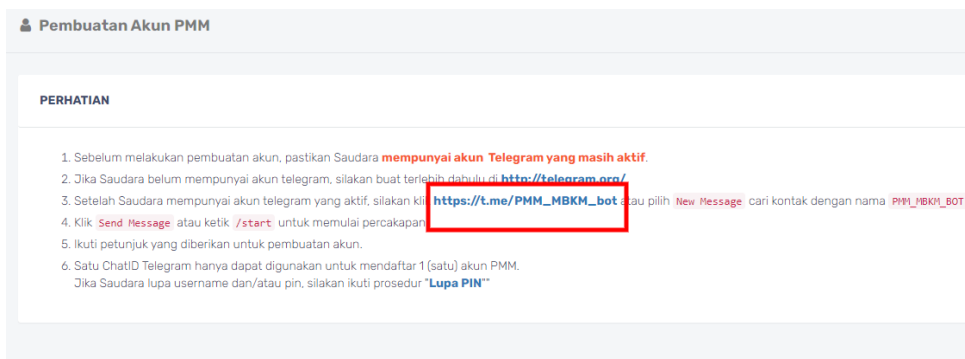 Pembuatan Akun PMM
PERHATIAN
1. Sebelum melakukan pembuatan akun, pastikan Saudara mempunyai akun Telegram yang masih aktif.
2. Jika Saudara belum mempunyai akun telegram, silakan buat terlebih dahulu di http://telegram.org/
3. Setelah Saudara mempunyai akun telegram yang aktif, silakan kli https://t.me/PMM_MBKM_bot atau pilih New Message cari kontak dengan nama PMM_MBKM_BOT
4. Klik Send Message atau ketik /start untuk memulai percakapan
5. Ikuti petunjuk yang diberikan untuk pembuatan akun.
6. Satu ChatID Telegram hanya dapat digunakan untuk mendaftar 1 (satu) akun PMM.
Jika Saudara lupa username dan/atau pin, silakan ikuti prosedur "Lupa PIN""